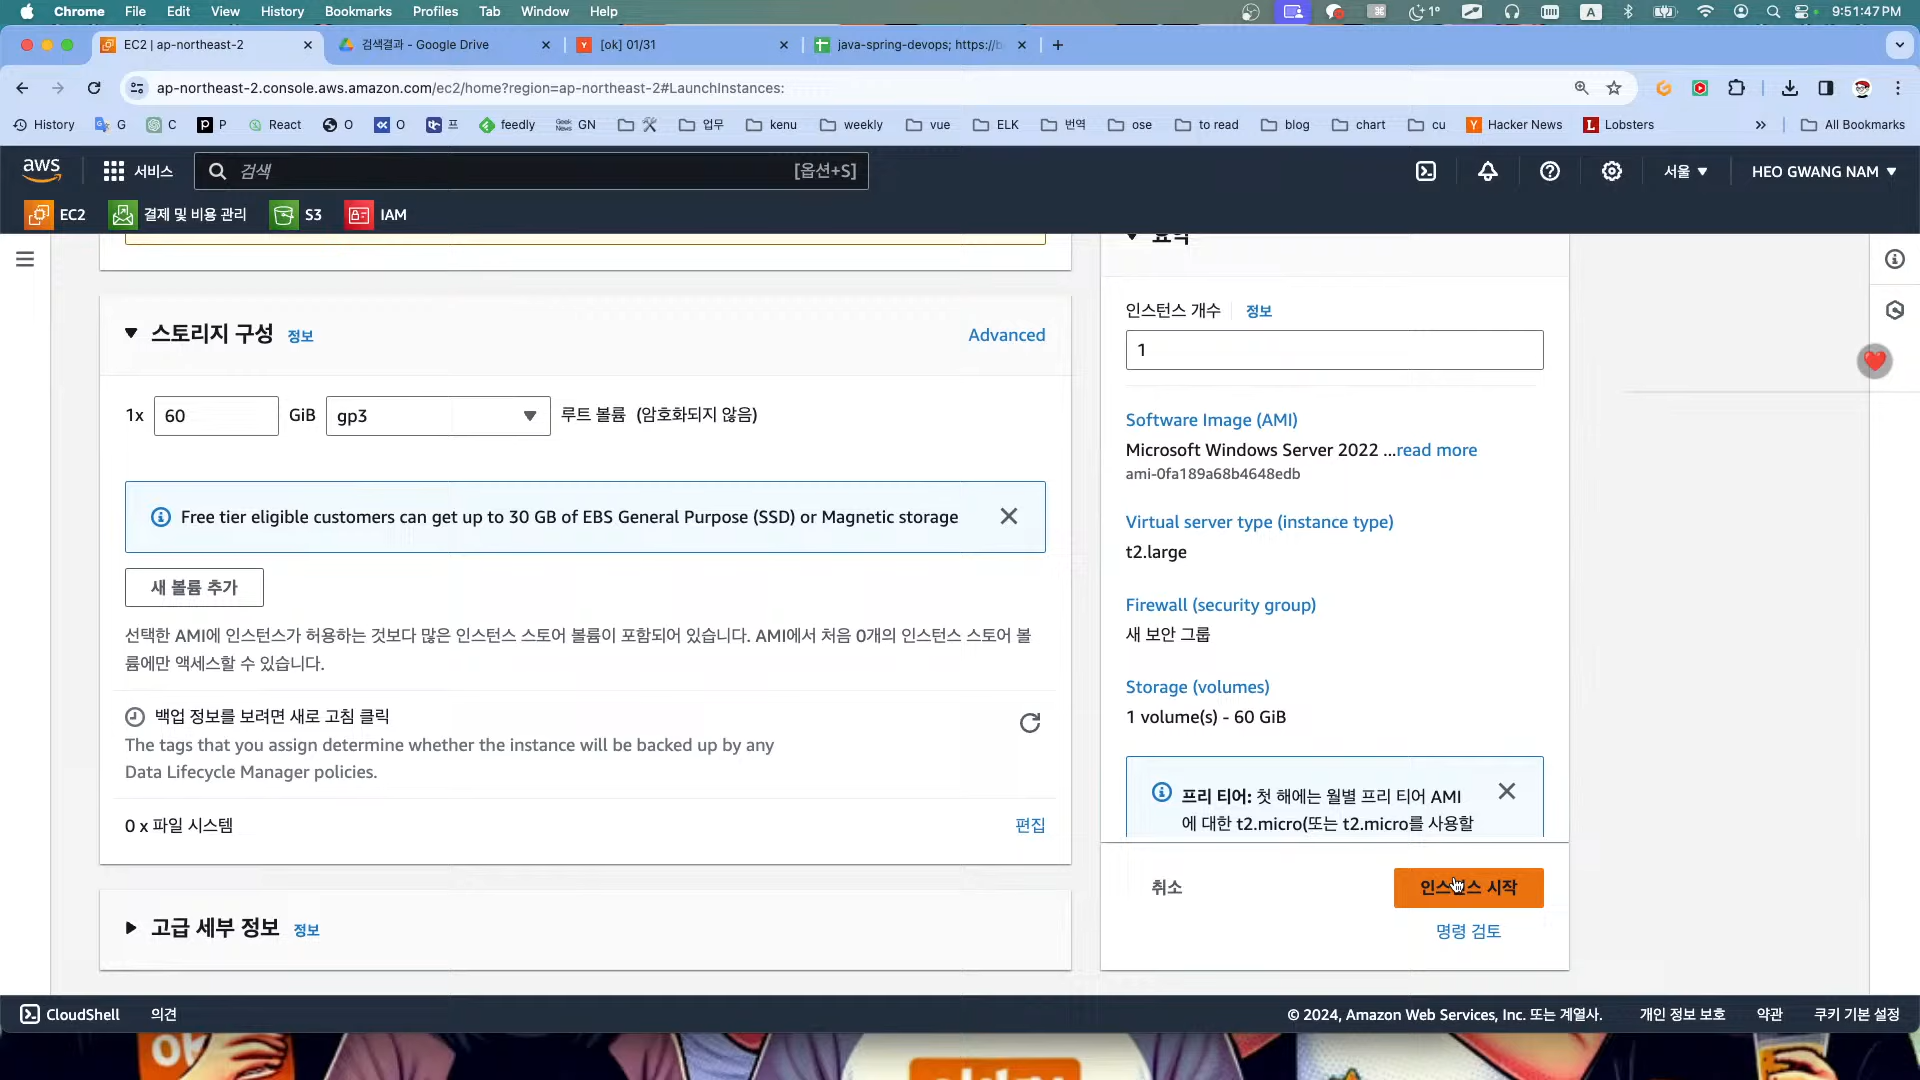 Chrome File Edit View History Bookmarks Profiles Tab Window Help 1° A 9:51:47 PM
EC2 | ap-northeast-2 검색결과 - Google Drive [ok] 01/31 java-spring-devops; https://b
ap-northeast-2.console.aws.amazon.com/ec2/home?region=ap-northeast-2#LaunchInstances:
History G C P React O O 프 feedly GN 업무 kenu weekly vue ELK 번역 ose to read blog chart cu Hacker News Lobsters » All Bookmarks
aws 서비스 검색 [옵션+S] 서울 HEO GWANG NAM
EC2 결제 및 비용 관리 S3 IAM
요약
스토리지 구성 정보 Advanced
1x 60 GiB gp3 루트 볼륨 (암호화되지 않음)
Free tier eligible customers can get up to 30 GB of EBS General Purpose (SSD) or Magnetic storage
새 볼륨 추가
선택한 AMI에 인스턴스가 허용하는 것보다 많은 인스턴스 스토어 볼륨이 포함되어 있습니다. AMI에서 처음 0개의 인스턴스 스토어 볼
륨에만 액세스할 수 있습니다.
백업 정보를 보려면 새로 고침 클릭
The tags that you assign determine whether the instance will be backed up by any
Data Lifecycle Manager policies.
0 x 파일 시스템 편집
고급 세부 정보 정보
인스턴스 개수 정보
1
Software Image (AMI)
Microsoft Windows Server 2022 ...read more
ami-0fa189a68b4648edb
Virtual server type (instance type)
t2.large
Firewall (security group)
새 보안 그룹
Storage (volumes)
1 volume(s) - 60 GiB
프리 티어: 첫 해에는 월별 프리 티어 AMI
에 대한 t2.micro(또는 t2.micro를 사용할
취소 인스턴스 시작
명령 검토
CloudShell 의견 © 2024, Amazon Web Services, Inc. 또는 계열사. 개인 정보 보호 약관 쿠키 기본 설정